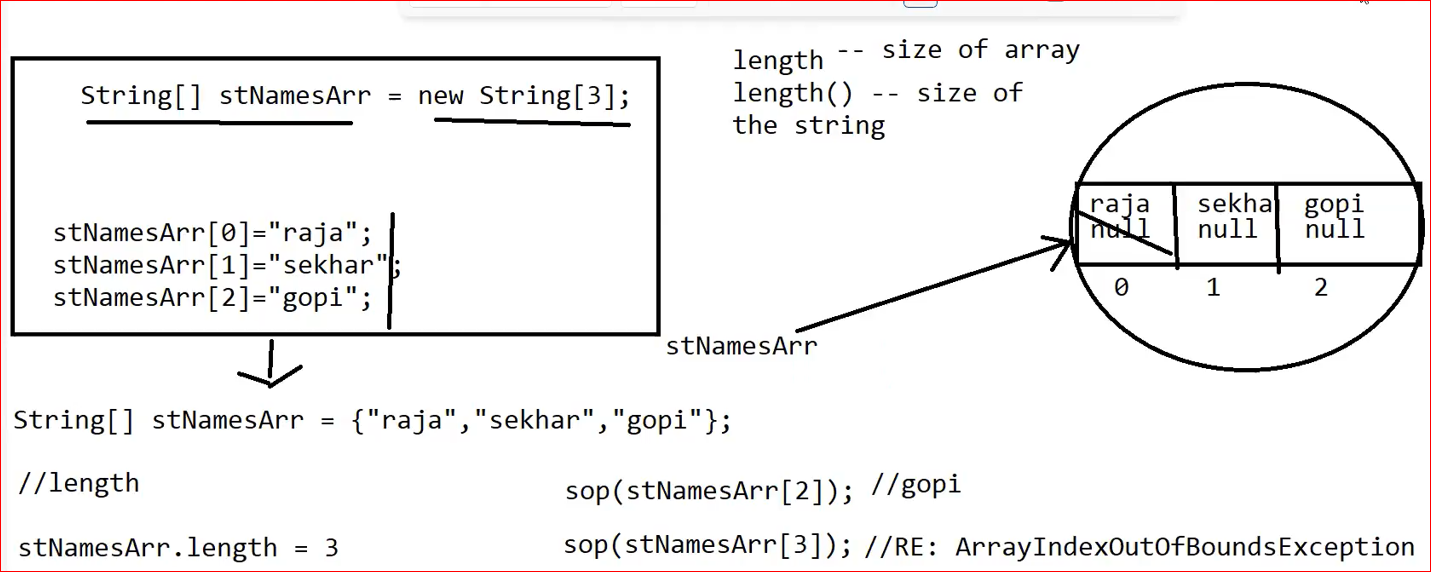 String[] stNamesArr = new String[3];
stNamesArr[0]="raja";
stNamesArr[1]="sekhar";
stNamesArr[2]="gopi";
length -- size of array
length() -- size of
the string
raja sekha gopi
null null null
0 1 2
stNamesArr
String[] stNamesArr = {"raja","sekhar","gopi"};
//length
stNamesArr.length = 3
sop(stNamesArr[2]); //gopi
sop(stNamesArr[3]); //RE: ArrayIndexOutOfBoundsException